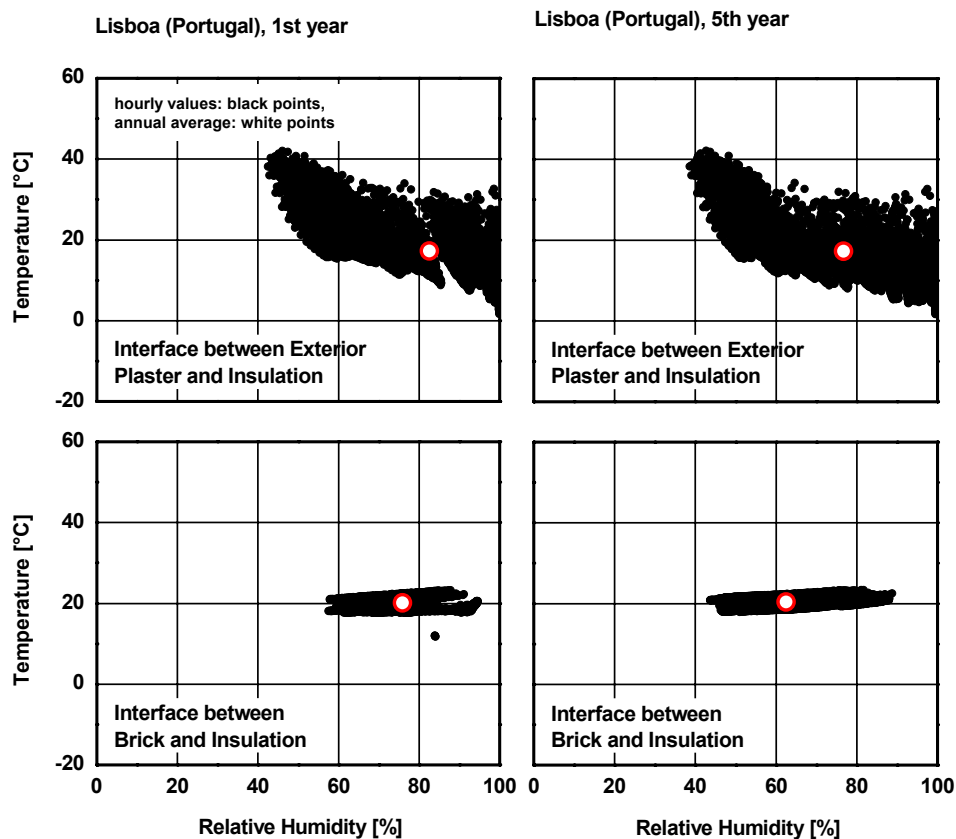 Lisboa (Portugal), 1st year
Lisboa (Portugal), 5th year
60
hourly values: black points,
annual average: white points
40
20
0
-20
Temperature [°C]
Interface between Exterior
Plaster and Insulation
Interface between Exterior
Plaster and Insulation
60
40
20
0
-20
Temperature [°C]
Interface between
Brick and Insulation
Interface between
Brick and Insulation
0 20 40 60 80 100
0 20 40 60 80 100
Relative Humidity [%]
Relative Humidity [%]